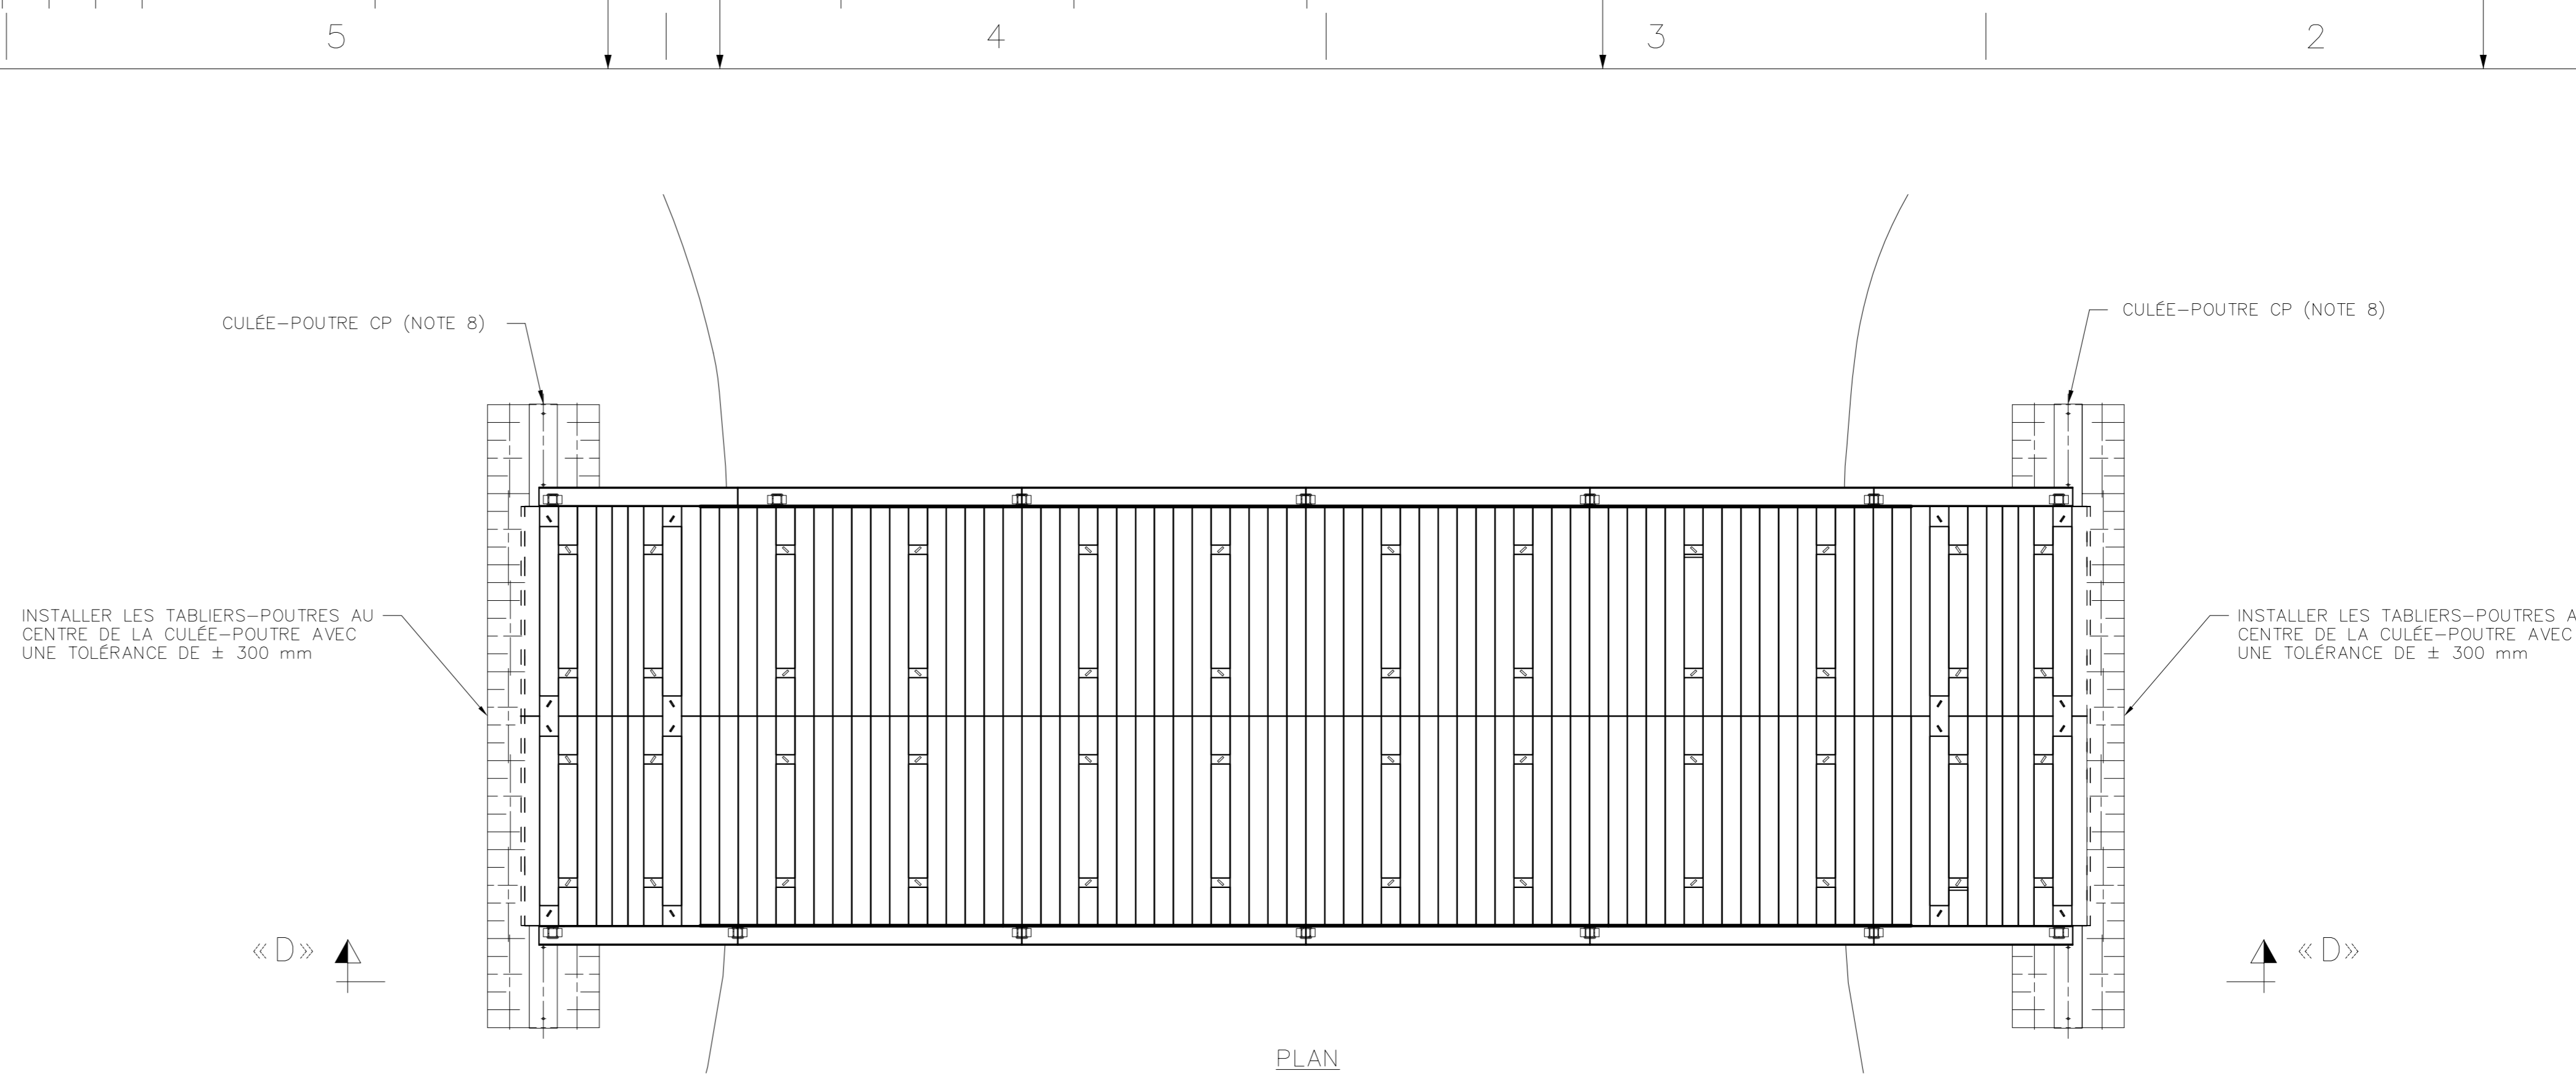 5
4
3
2
CULÉE-POUTRE CP (NOTE 8)
CULÉE-POUTRE CP (NOTE 8)
INSTALLER LES TABLIERS-POUTRES AU
CENTRE DE LA CULÉE-POUTRE AVEC
UNE TOLÉRANCE DE ± 300 mm
INSTALLER LES TABLIERS-POUTRES A
CENTRE DE LA CULÉE-POUTRE AVEC
UNE TOLÉRANCE DE ± 300 mm
«D»
«D»
PLAN